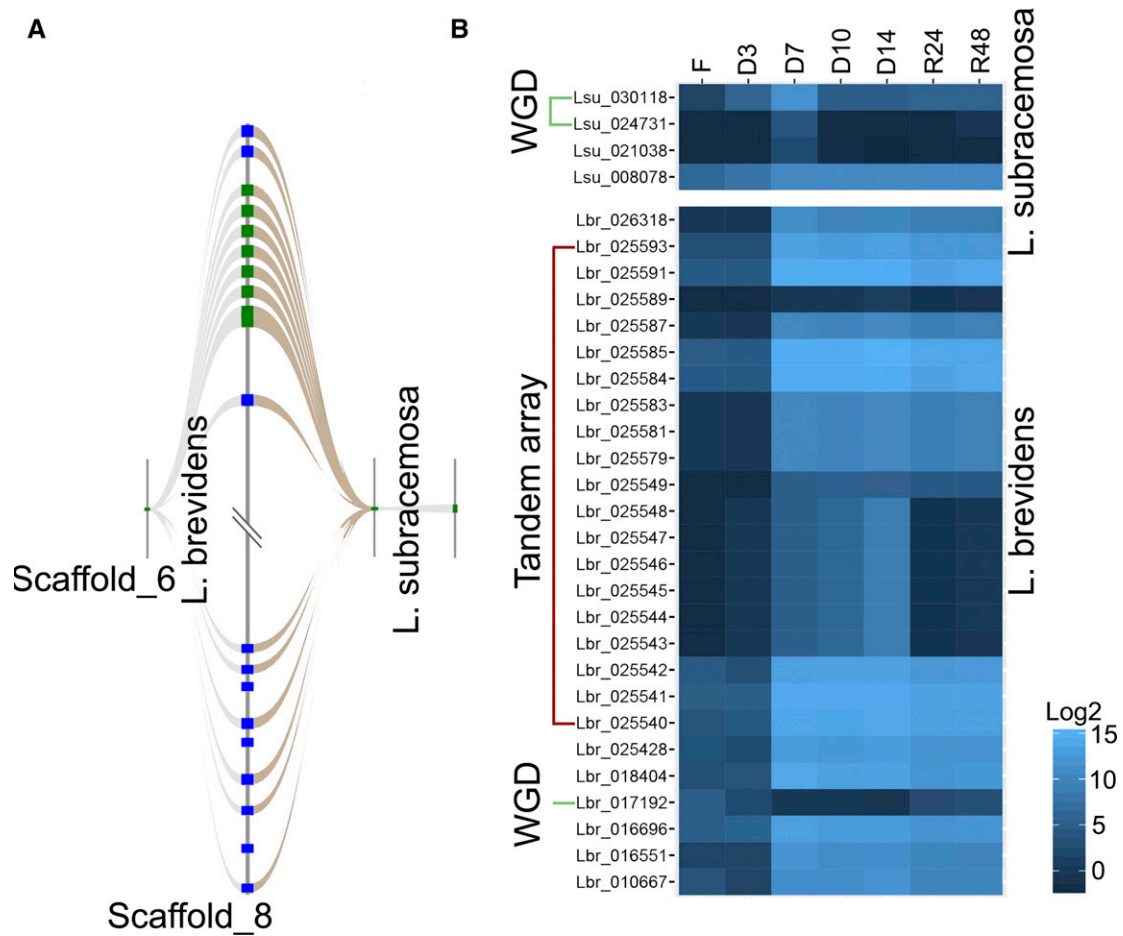 A
L. brevidens
L. subracemosa
Scaffold_6
Scaffold_8
B
F D3 D7 D10 D14 R24 R48
WGD
Lsu_030118
Lsu_024731
Lsu_021038
Lsu_008078
L. subracemosa
Tandem array
Lbr_026318
Lbr_025593
Lbr_025591
Lbr_025589
Lbr_025587
Lbr_025585
Lbr_025584
Lbr_025583
Lbr_025581
Lbr_025579
Lbr_025549
Lbr_025548
Lbr_025547
Lbr_025546
Lbr_025545
Lbr_025544
Lbr_025543
Lbr_025542
Lbr_025541
Lbr_025540
Lbr_025428
Lbr_018404
WGD
Lbr_017192
Lbr_016696
Lbr_016551
Lbr_010667
L. brevidens
Log2
15
10
5
0